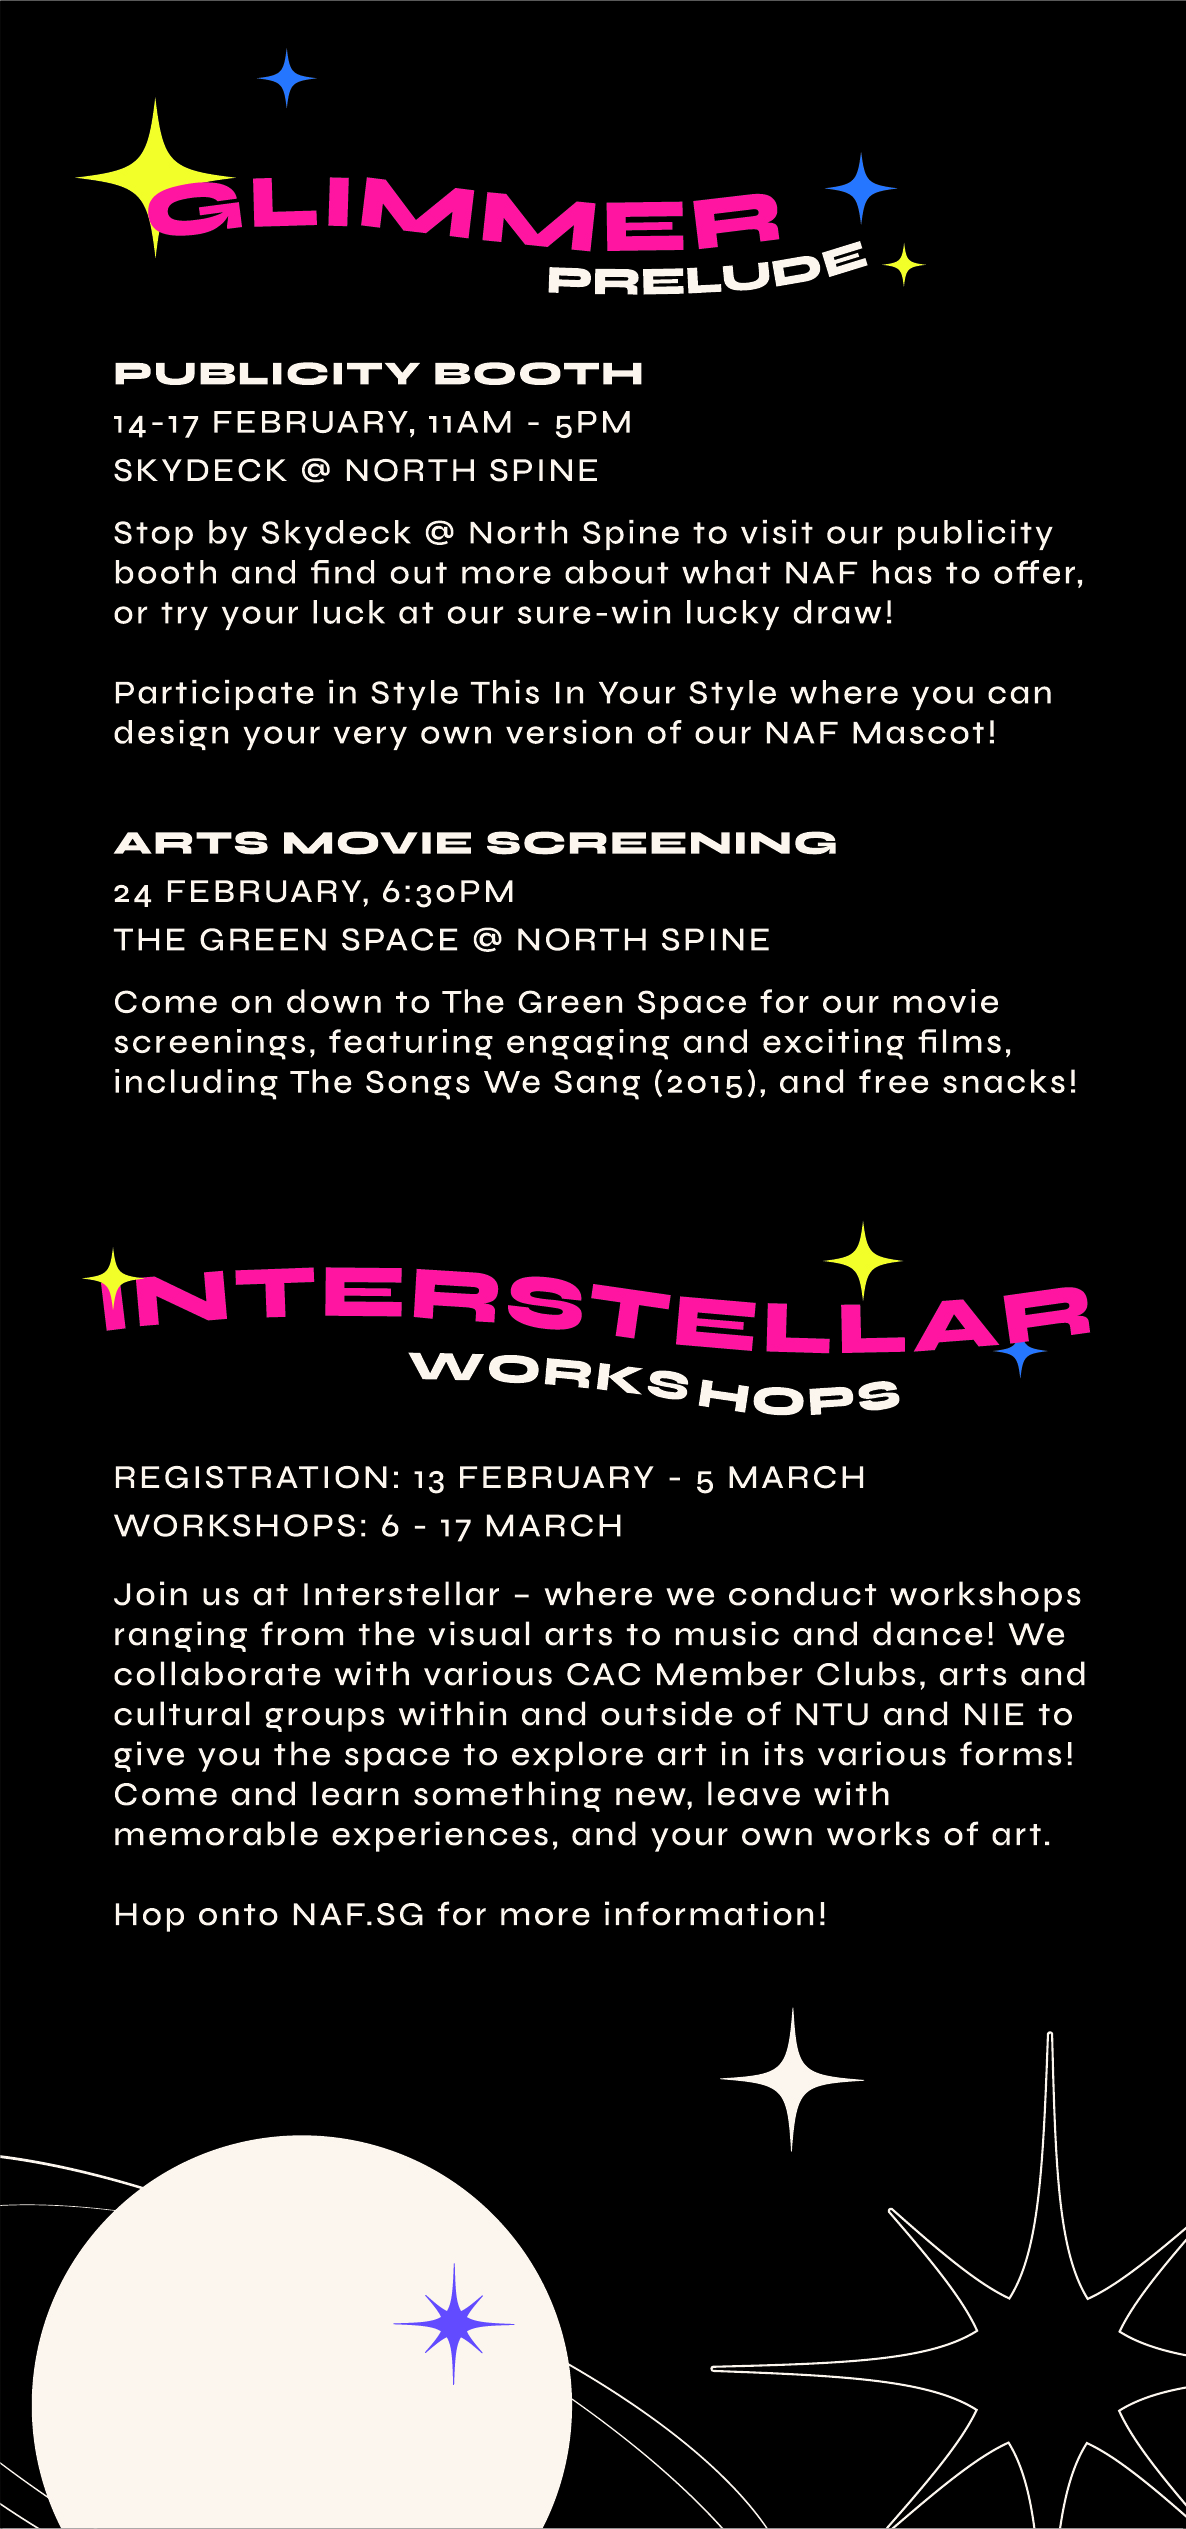 GLIMMER
PRELUDE
PUBLICITY BOOTH
14-17 FEBRUARY, 11AM - 5PM
SKYDECK @ NORTH SPINE
Stop by Skydeck @ North Spine to visit our publicity
booth and find out more about what NAF has to offer,
or try your luck at our sure-win lucky draw!
Participate in Style This In Your Style where you can
design your very own version of our NAF Mascot!
ARTS MOVIE SCREENING
24 FEBRUARY, 6:30PM
THE GREEN SPACE @ NORTH SPINE
Come on down to The Green Space for our movie
screenings, featuring engaging and exciting films,
including The Songs We Sang (2015), and free snacks!
INTERSTELLAR
WORKSHOPS
REGISTRATION: 13 FEBRUARY - 5 MARCH
WORKSHOPS: 6 - 17 MARCH
Join us at Interstellar – where we conduct workshops
ranging from the visual arts to music and dance! We
collaborate with various CAC Member Clubs, arts and
cultural groups within and outside of NTU and NIE to
give you the space to explore art in its various forms!
Come and learn something new, leave with
memorable experiences, and your own works of art.
Hop onto NAF.SG for more information!